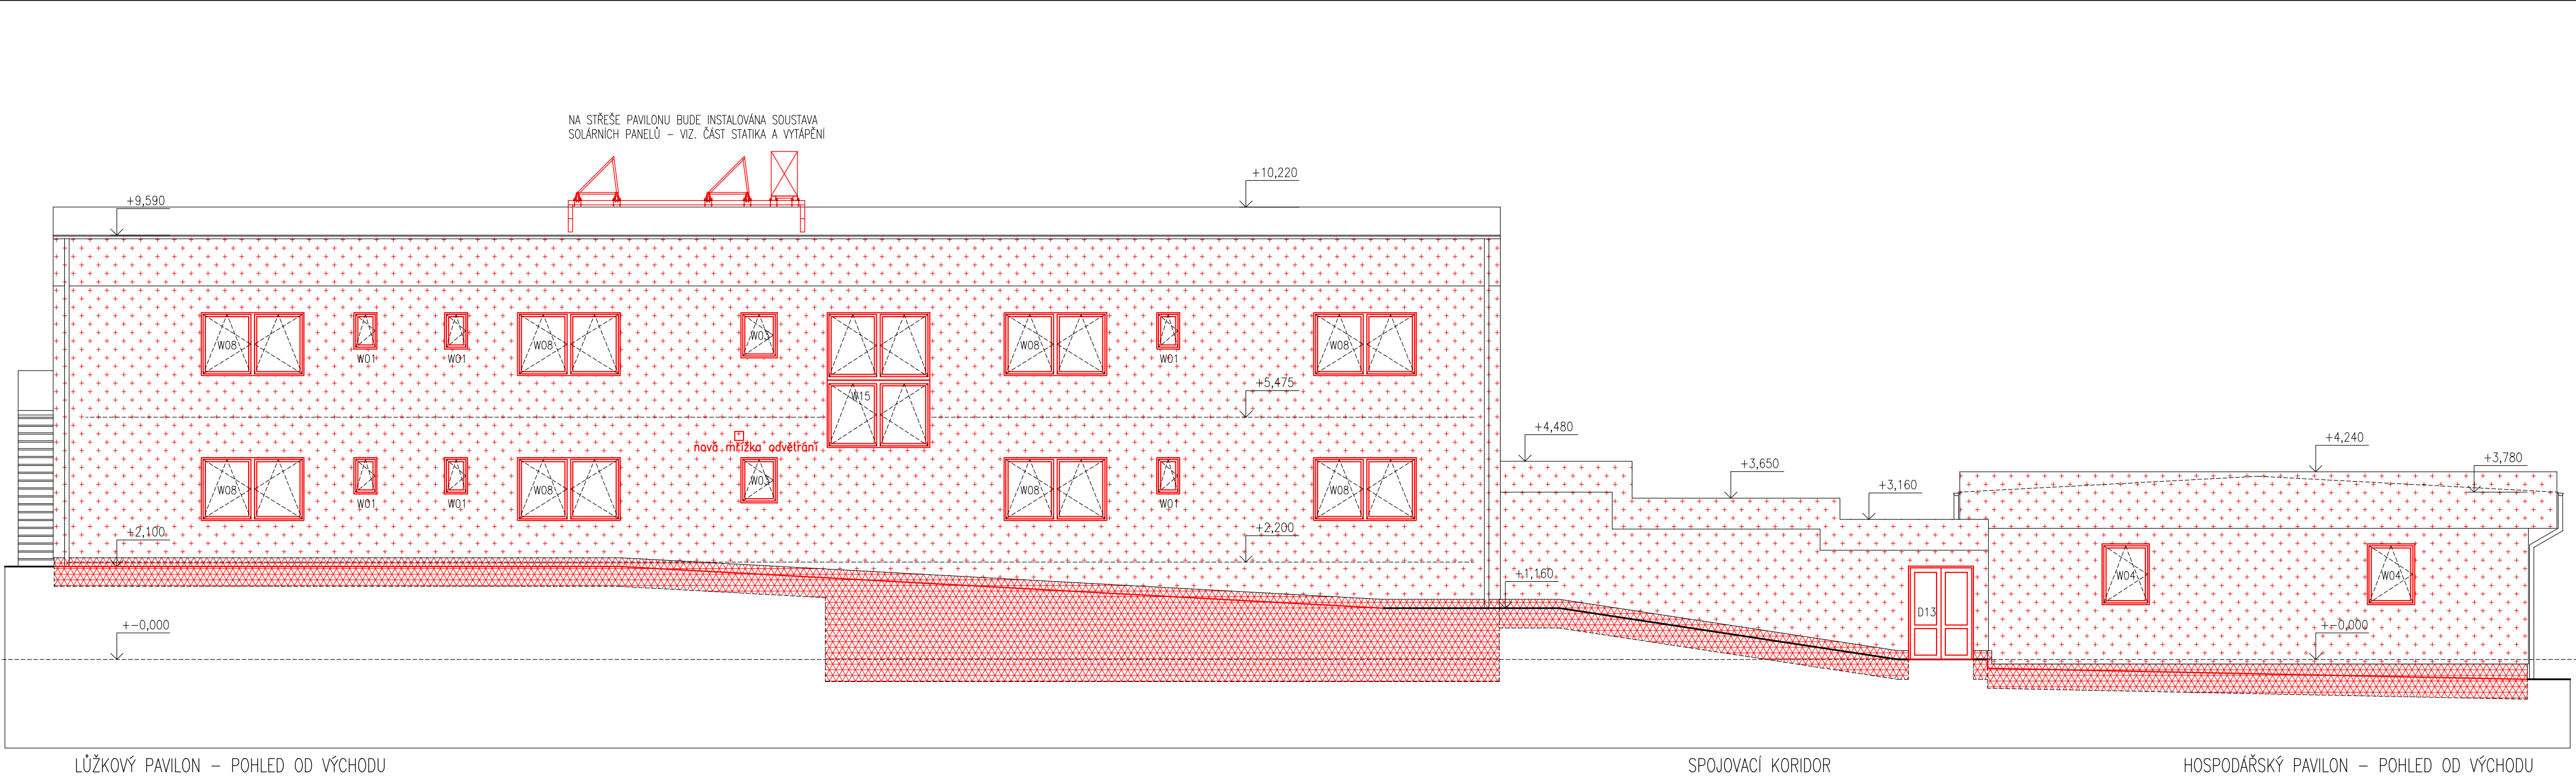 NA STŘEŠE PAVILONU BUDE INSTALOVÁNA SOUSTAVA
SOLÁRNÍCH PANELŮ – VIZ. ČÁST STATIKA A VYTÁPĚNÍ
+10,220
+9,590
W08
W01
W01
W08
W03
W08
W01
W08
W15
+5,475
nová mřížka odvětrání
W08
W01
W01
W08
W03
W08
W01
W08
+4,480
+3,650
+3,160
+4,240
+3,780
+2,100
+2,200
+1,160
D13
W04
W04
+-0,000
+-0,000
LŮŽKOVÝ PAVILON – POHLED OD VÝCHODU
SPOJOVACÍ KORIDOR
HOSPODÁŘSKÝ PAVILON – POHLED OD VÝCHODU